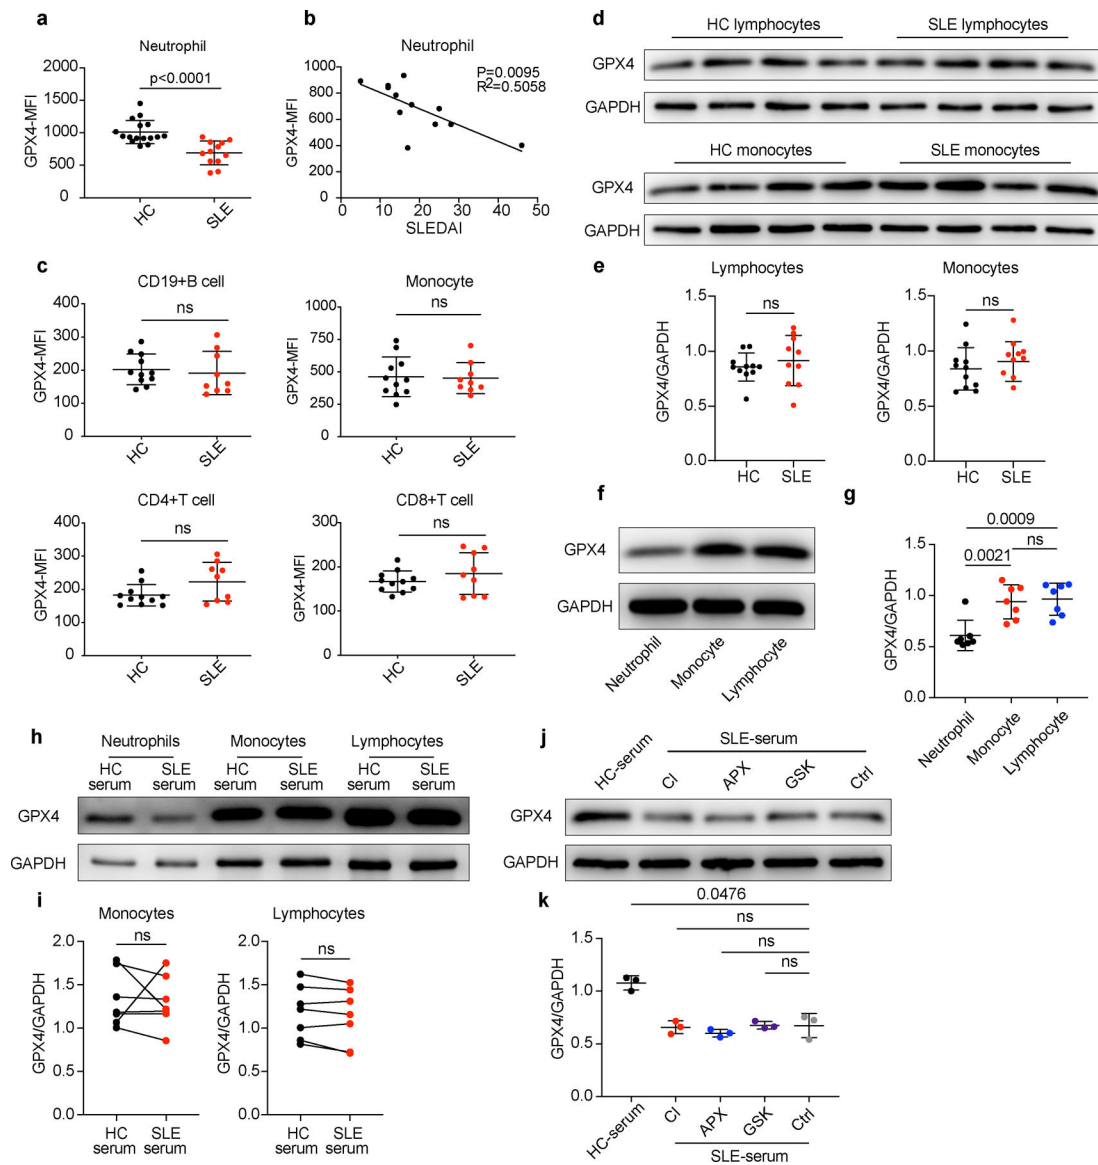 a
Neutrophil
p<0.0001
1500
2000
1000
500
0
GPX4-MFI
HC
SLE
b
Neutrophil
P=0.0095
R2=0.5058
1000
800
600
400
200
0
GPX4-MFI
0 10 20 30 40 50
SLEDAI
c
CD19+B cell
ns
400
300
200
100
0
GPX4-MFI
HC
SLE
Monocyte
ns
1000
750
500
250
0
GPX4-MFI
HC
SLE
CD4+T cell
ns
400
300
200
100
0
GPX4-MFI
HC
SLE
CD8+T cell
ns
300
200
100
0
GPX4-MFI
HC
SLE
d
HC lymphocytes SLE lymphocytes
GPX4
GAPDH
HC monocytes SLE monocytes
GPX4
GAPDH
e
Lymphocytes
ns
1.5
1.0
0.5
0.0
GPX4/GAPDH
HC SLE
Monocytes
ns
1.5
1.0
0.5
0.0
GPX4/GAPDH
HC SLE
f
GPX4
GAPDH
Neutrophil
Monocyte
Lymphocyte
g
0.0009
0.0021
ns
1.5
1.0
0.5
0.0
GPX4/GAPDH
Neutrophil
Monocyte
Lymphocyte
h
Neutrophils Monocytes Lymphocytes
HC SLE HC SLE HC SLE
serum serum serum serum serum serum
GPX4
GAPDH
i
Monocytes
ns
2.0
1.5
1.0
0.5
0.0
GPX4/GAPDH
HC SLE
serum serum
Lymphocytes
ns
2.0
1.5
1.0
0.5
0.0
GPX4/GAPDH
HC SLE
serum serum
j
SLE-serum
HC-serum
CI
APX
GSK
Ctrl
GPX4
GAPDH
k
0.0476
ns
ns
ns
1.5
1.0
0.5
0.0
GPX4/GAPDH
HC-serum
CI
APX
GSK
Ctrl
SLE-serum